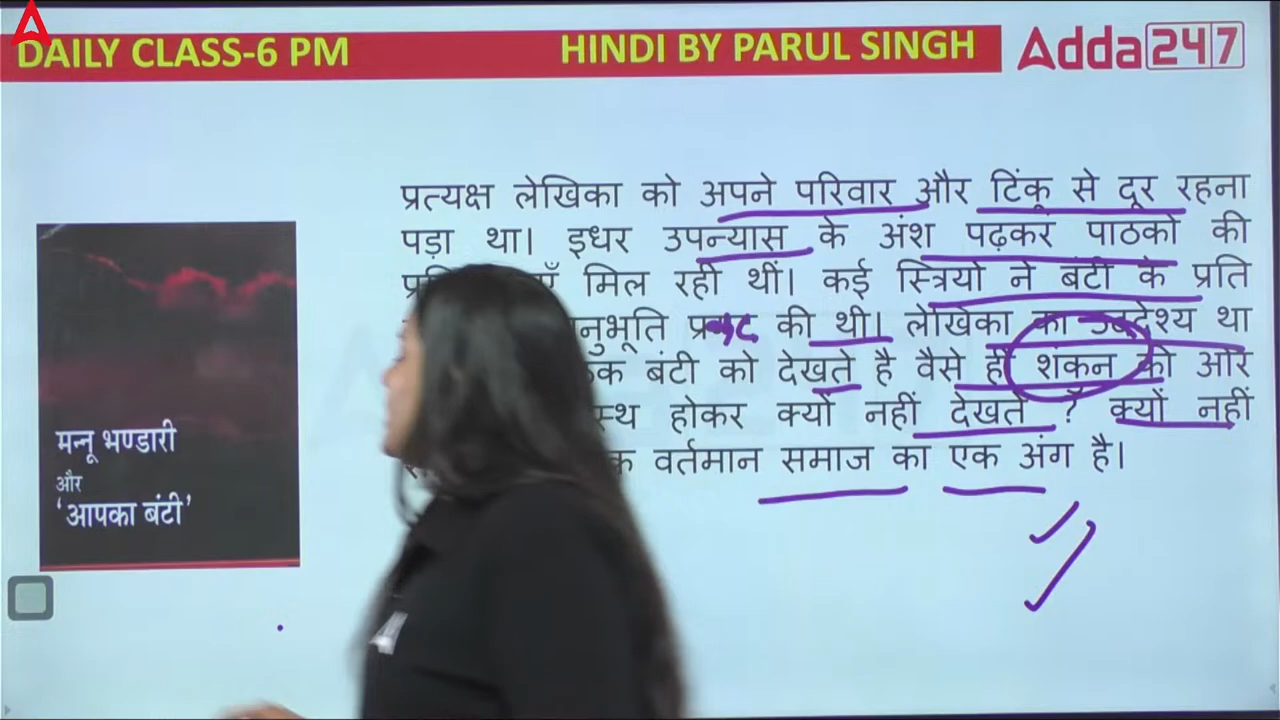 DAILY CLASS-6 PM
HINDI BY PARUL SINGH
Adda247
प्रत्यक्ष लेखिका को अपने परिवार और टिंकू से दूर रहना
पड़ा था। इधर उपन्यास के अंश पढ़कर पाठकों की
मिल रही थीं। कई स्त्रियों ने बंटी के प्रति
की थी। लेखिका का उद्देश्य था
बंटी को देखते है वैसे ही शंकन की ओर
होकर क्यों नहीं देखते ? क्यों नहीं
वर्तमान समाज का एक अंग है।
मन्नू भण्डारी
और
'आपका बंटी'